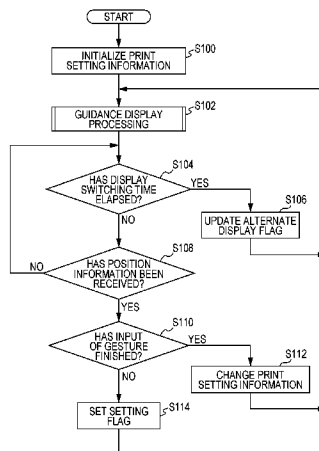 START
S100
INITIALIZE PRINT
SETTING INFORMATION
S102
GUIDANCE DISPLAY
PROCESSING
S104
HAS DISPLAY
SWITCHING TIME
ELAPSED?
YES
S106
UPDATE ALTERNATE
DISPLAY FLAG
NO
S108
HAS POSITION
INFORMATION BEEN
RECEIVED?
NO
YES
S110
HAS INPUT
OF GESTURE
FINISHED?
YES
S112
CHANGE PRINT
SETTING INFORMATION
NO
S114
SET SETTING
FLAG